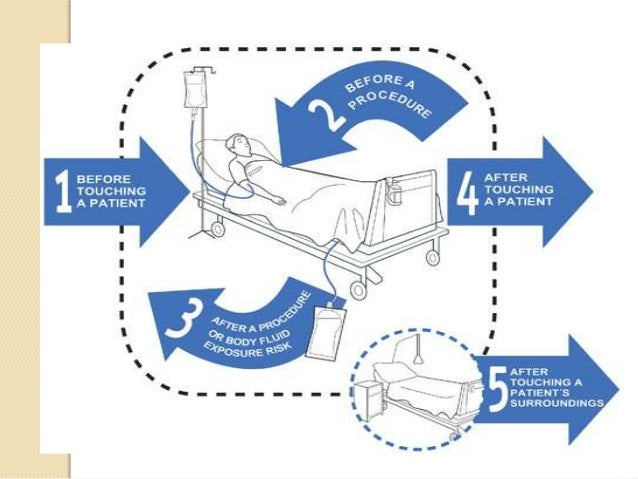 1
BEFORE
TOUCHING
A PATIENT
2
BEFORE A
PROCEDURE
3
AFTER A PROCEDURE
OR BODY FLUID
EXPOSURE RISK
4
AFTER
TOUCHING
A PATIENT
5
AFTER
TOUCHING A
PATIENT'S
SURROUNDINGS